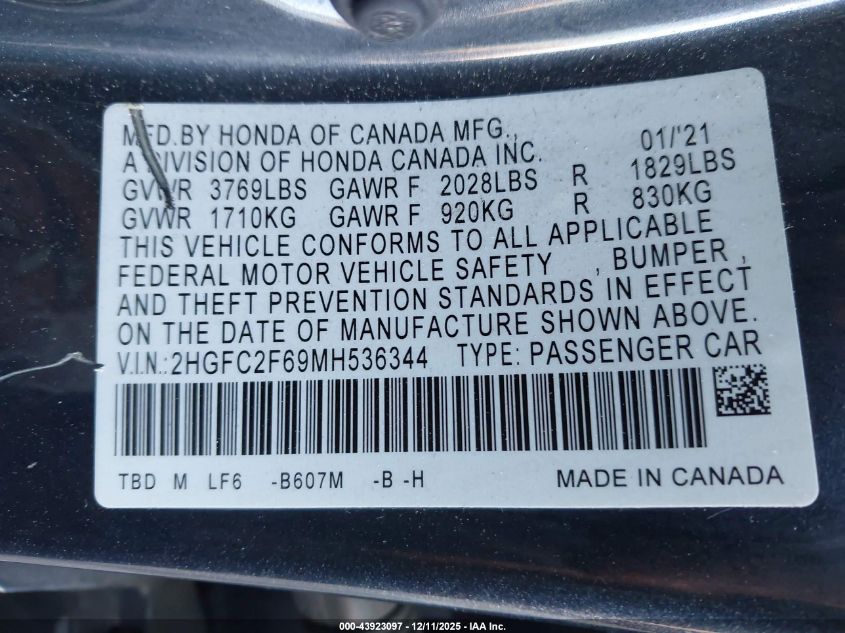 MFD.BY HONDA OF CANADA MFG., 01/'21
A DIVISION OF HONDA CANADA INC.
GVWR 3769LBS GAWR F 2028LBS R 1829LBS
GVWR 1710KG GAWR F 920KG R 830KG
THIS VEHICLE CONFORMS TO ALL APPLICABLE
FEDERAL MOTOR VEHICLE SAFETY , BUMPER ,
AND THEFT PREVENTION STANDARDS IN EFFECT
ON THE DATE OF MANUFACTURE SHOWN ABOVE.
V.I.N.:2HGFC2F69MH536344 TYPE: PASSENGER CAR
TBD M LF6 -B607M -B -H MADE IN CANADA
000-43923097 - 12/11/2025 - IAA Inc.